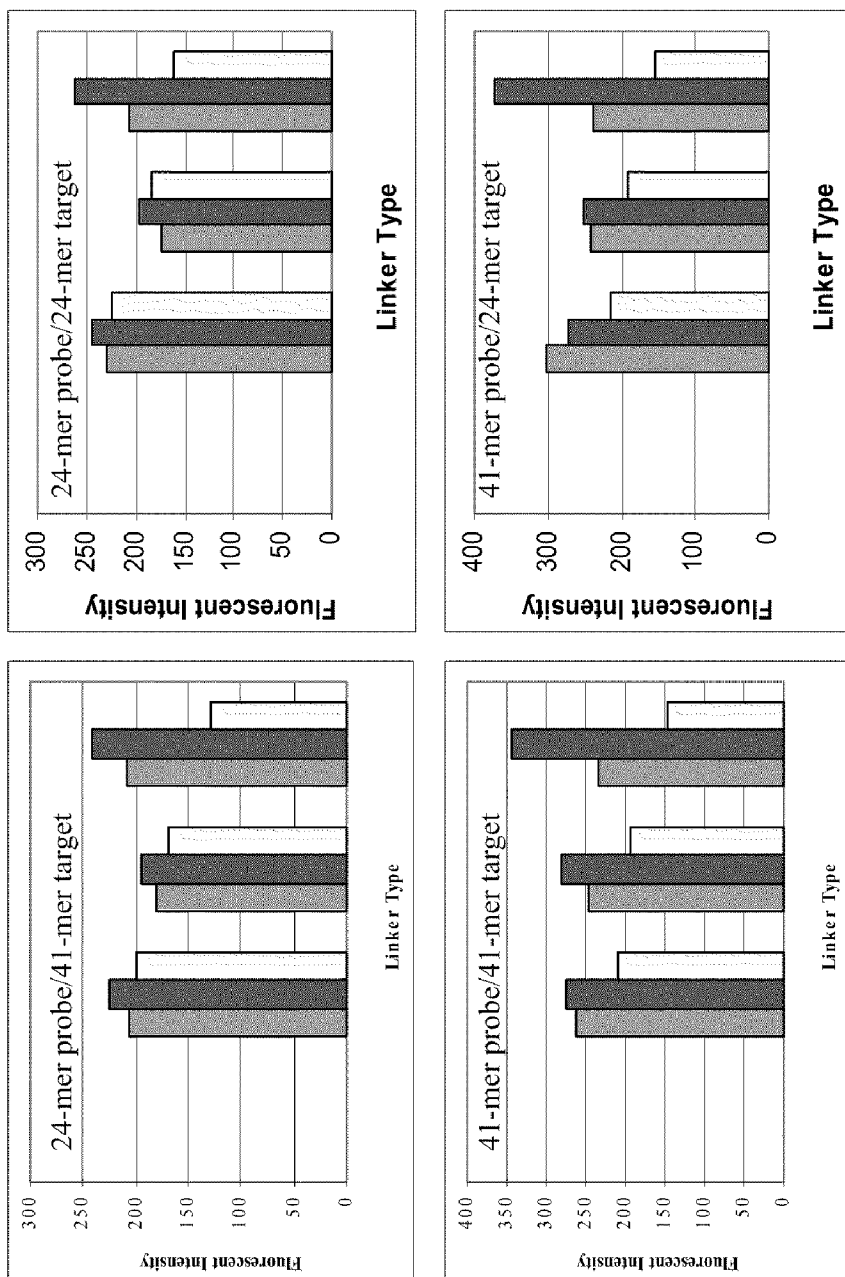 24-mer probe/24-mer target
300
250
200
150
100
50
0
Fluorescent Intensity
Linker Type
41-mer probe/24-mer target
400
300
200
100
0
Fluorescent Intensity
Linker Type
24-mer probe/41-mer target
300
250
200
150
100
50
0
Fluorescent Intensity
Linker Type
41-mer probe/41-mer target
400
350
300
250
200
150
100
50
0
Fluorescent Intensity
Linker Type